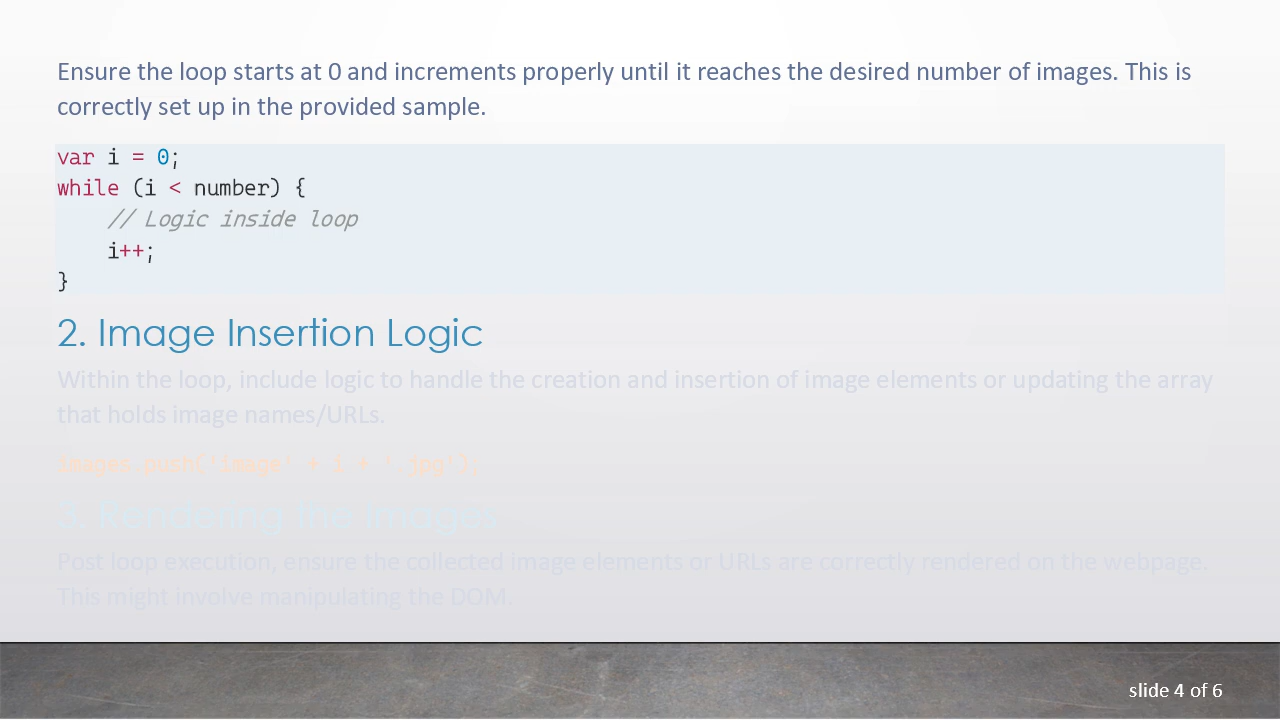 Ensure the loop starts at 0 and increments properly until it reaches the desired number of images. This is
correctly set up in the provided sample.
var i = 0;
while (i < number) {
    // Logic inside loop
    i++;
}
2. Image Insertion Logic
Within the loop, include logic to handle the creation and insertion of image elements or updating the array
that holds image names/URLs.
images.push('image' + i + '.jpg');
3. Rendering the Images
Post loop execution, ensure the collected image elements or URLs are correctly rendered on the webpage.
This might involve manipulating the DOM.
slide 4 of 6